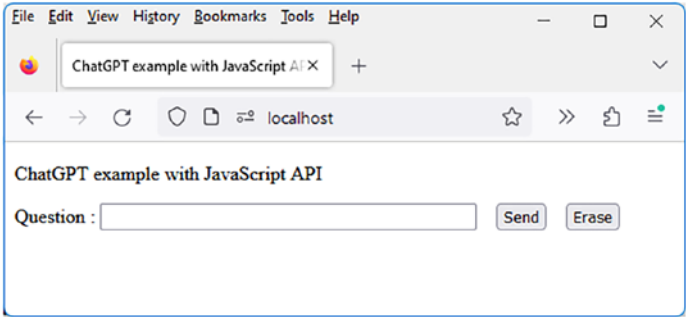 File Edit View History Bookmarks Tools Help
ChatGPT example with JavaScript AP
localhost
ChatGPT example with JavaScript API
Question :
Send Erase